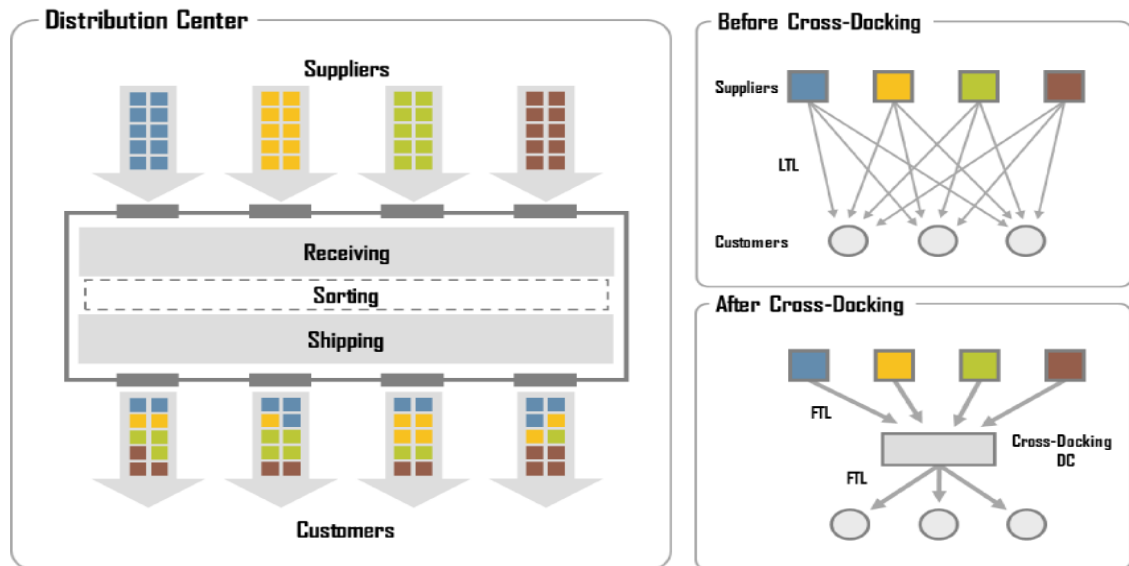 Distribution Center
Suppliers
Receiving
Sorting
Shipping
Customers
Before Cross-Docking
Suppliers
LTL
Customers
After Cross-Docking
FTL
Cross-Docking
DC
FTL